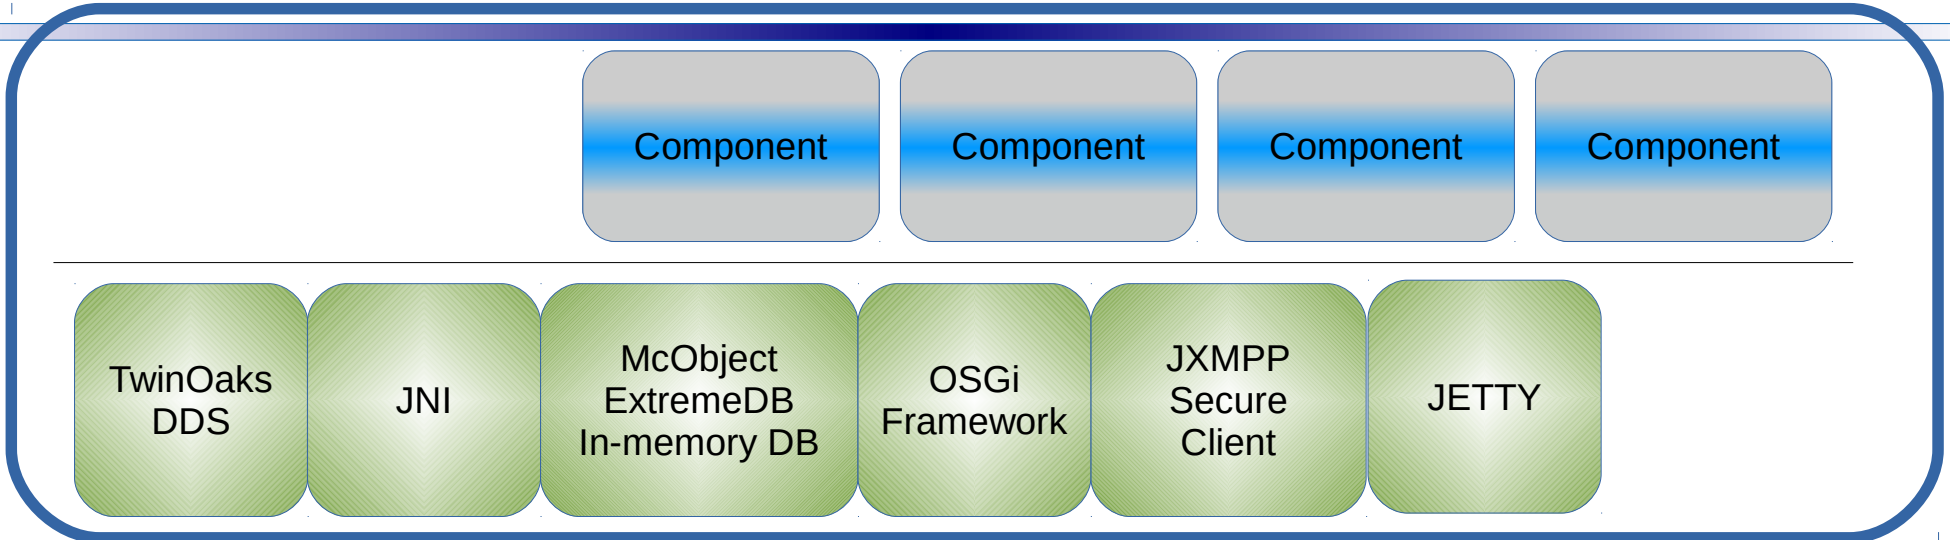 Component
Component
Component
Component
TwinOaks
DDS
JNI
McObject
ExtremeDB
In-memory DB
OSGi
Framework
JXMPP
Secure
Client
JETTY